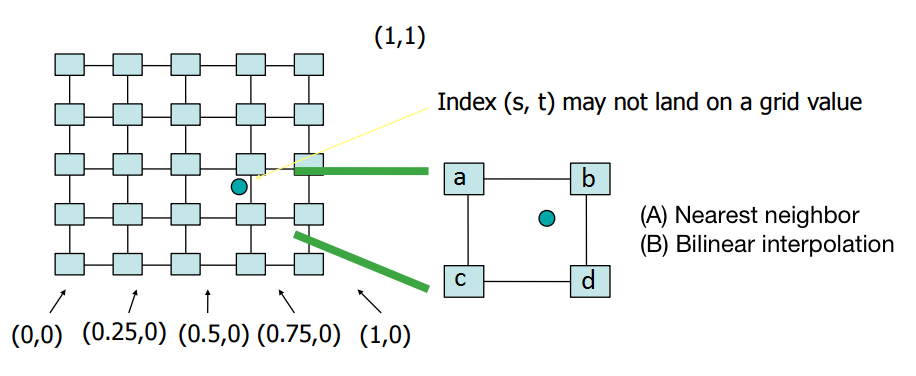 (1,1)
Index (s, t) may not land on a grid value
a
b
(A) Nearest neighbor
(B) Bilinear interpolation
c
d
(0,0) (0.25,0) (0.5,0) (0.75,0) (1,0)